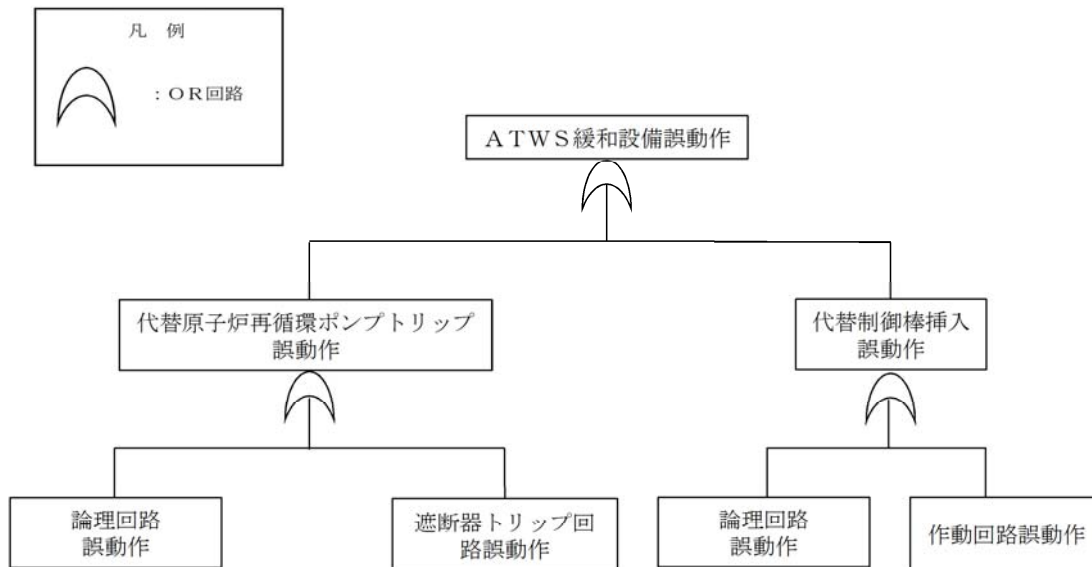 凡 例
：ＯＲ回路
ＡＴＷＳ緩和設備誤動作
代替原子炉再循環ポンプトリップ
誤動作
代替制御棒挿入
誤動作
論理回路
誤動作
遮断器トリップ回
路誤動作
論理回路
誤動作
作動回路誤動作